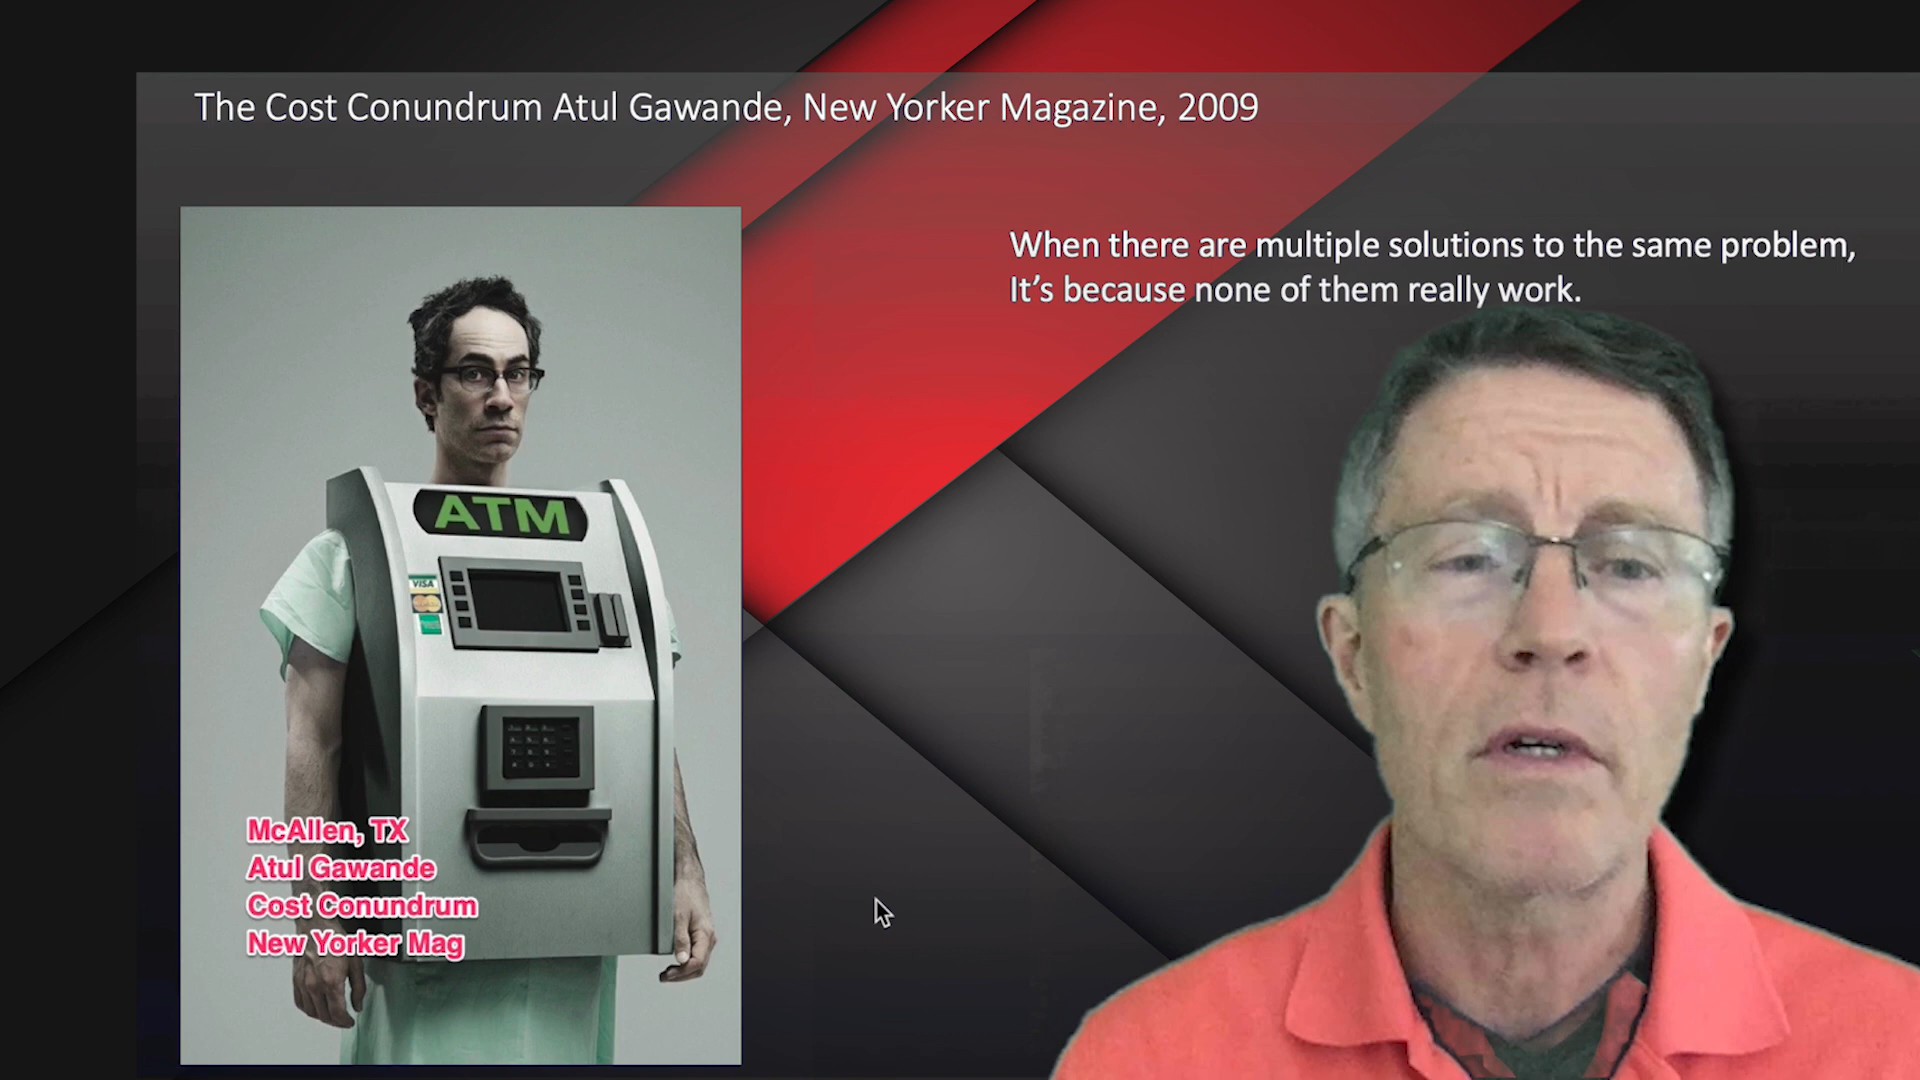 The Cost Conundrum Atul Gawande, New Yorker Magazine, 2009
When there are multiple solutions to the same problem,
It's because none of them really work.
ATM
VISA
McAllen, TX
Atul Gawande
Cost Conundrum
New Yorker Mag